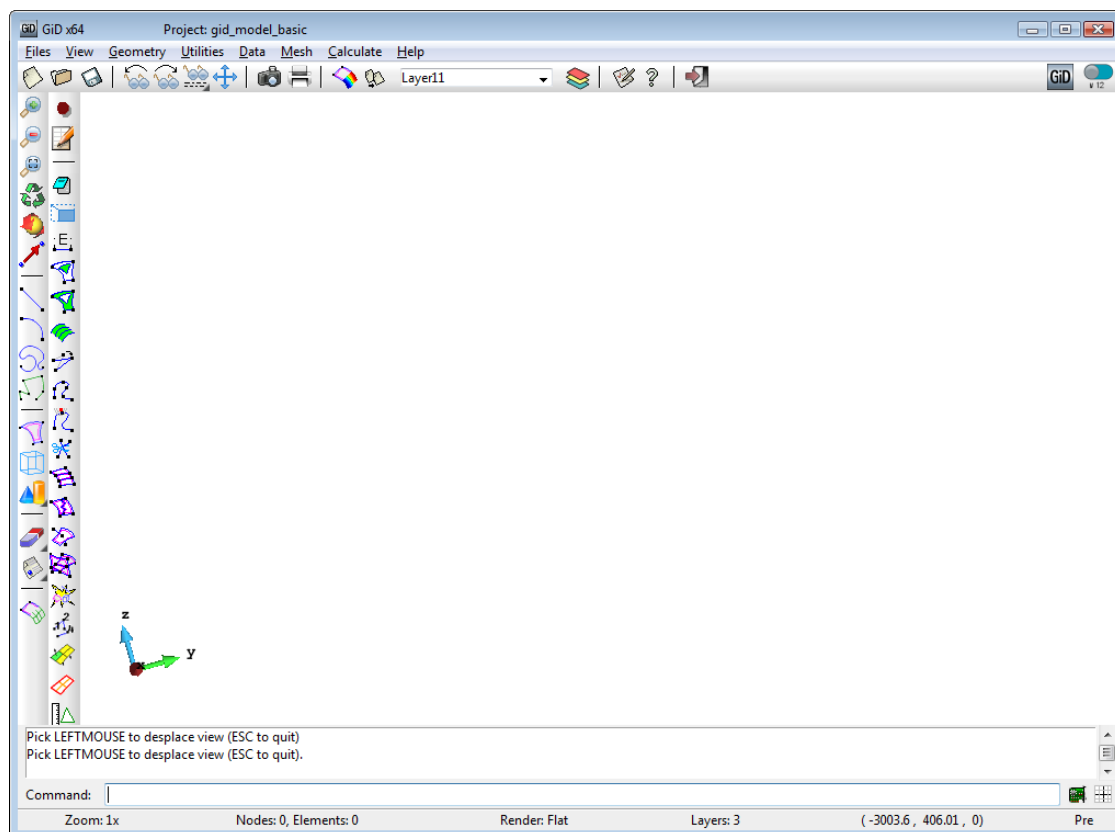 GiD GiD x64 Project: gid_model_basic
Files View Geometry Utilities Data Mesh Calculate Help
Layer11 ? GiD
v 12
E
2
z
x y
Pick LEFTMOUSE to desplace view (ESC to quit)
Pick LEFTMOUSE to desplace view (ESC to quit).
Command:
Zoom: 1x Nodes: 0, Elements: 0 Render: Flat Layers: 3 ( -3003.6 , 406.01 , 0) Pre